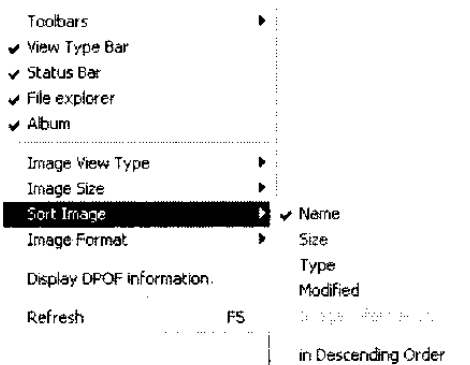 Toolbars
View Type Bar
Status Bar
File explorer
Album
Image View Type
Image Size
Sort Image
Image Format
Display DPOF information.
Refresh F5
Name
Size
Type
Modified
in Descending Order